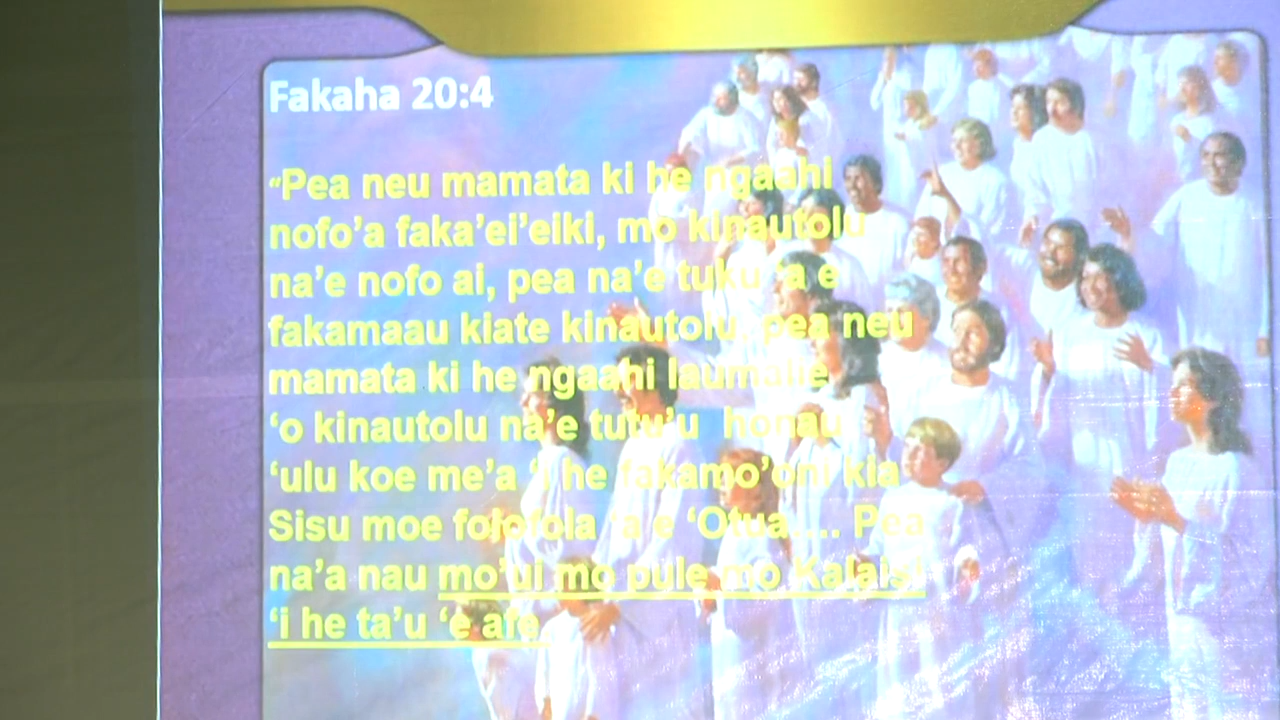 Fakaha 20:4
“Pea neu mamata ki he ngaahi
nofo’a faka’ei’eiki, mo kinautolu
na’e nofo ai, pea na’e tuku ‘a e
fakamaau kiate kinautolu, pea neu
mamata ki he ngaahi laumalie
‘o kinautolu na’e tutu’u honau
‘ulu koe me’a ‘i he fakamo’oni kia
Sisu moe folofola ‘a e ‘Otua.... Pea
na’a nau mo’ui mo pule mo Kalaisi
‘i he ta’u ‘e afe